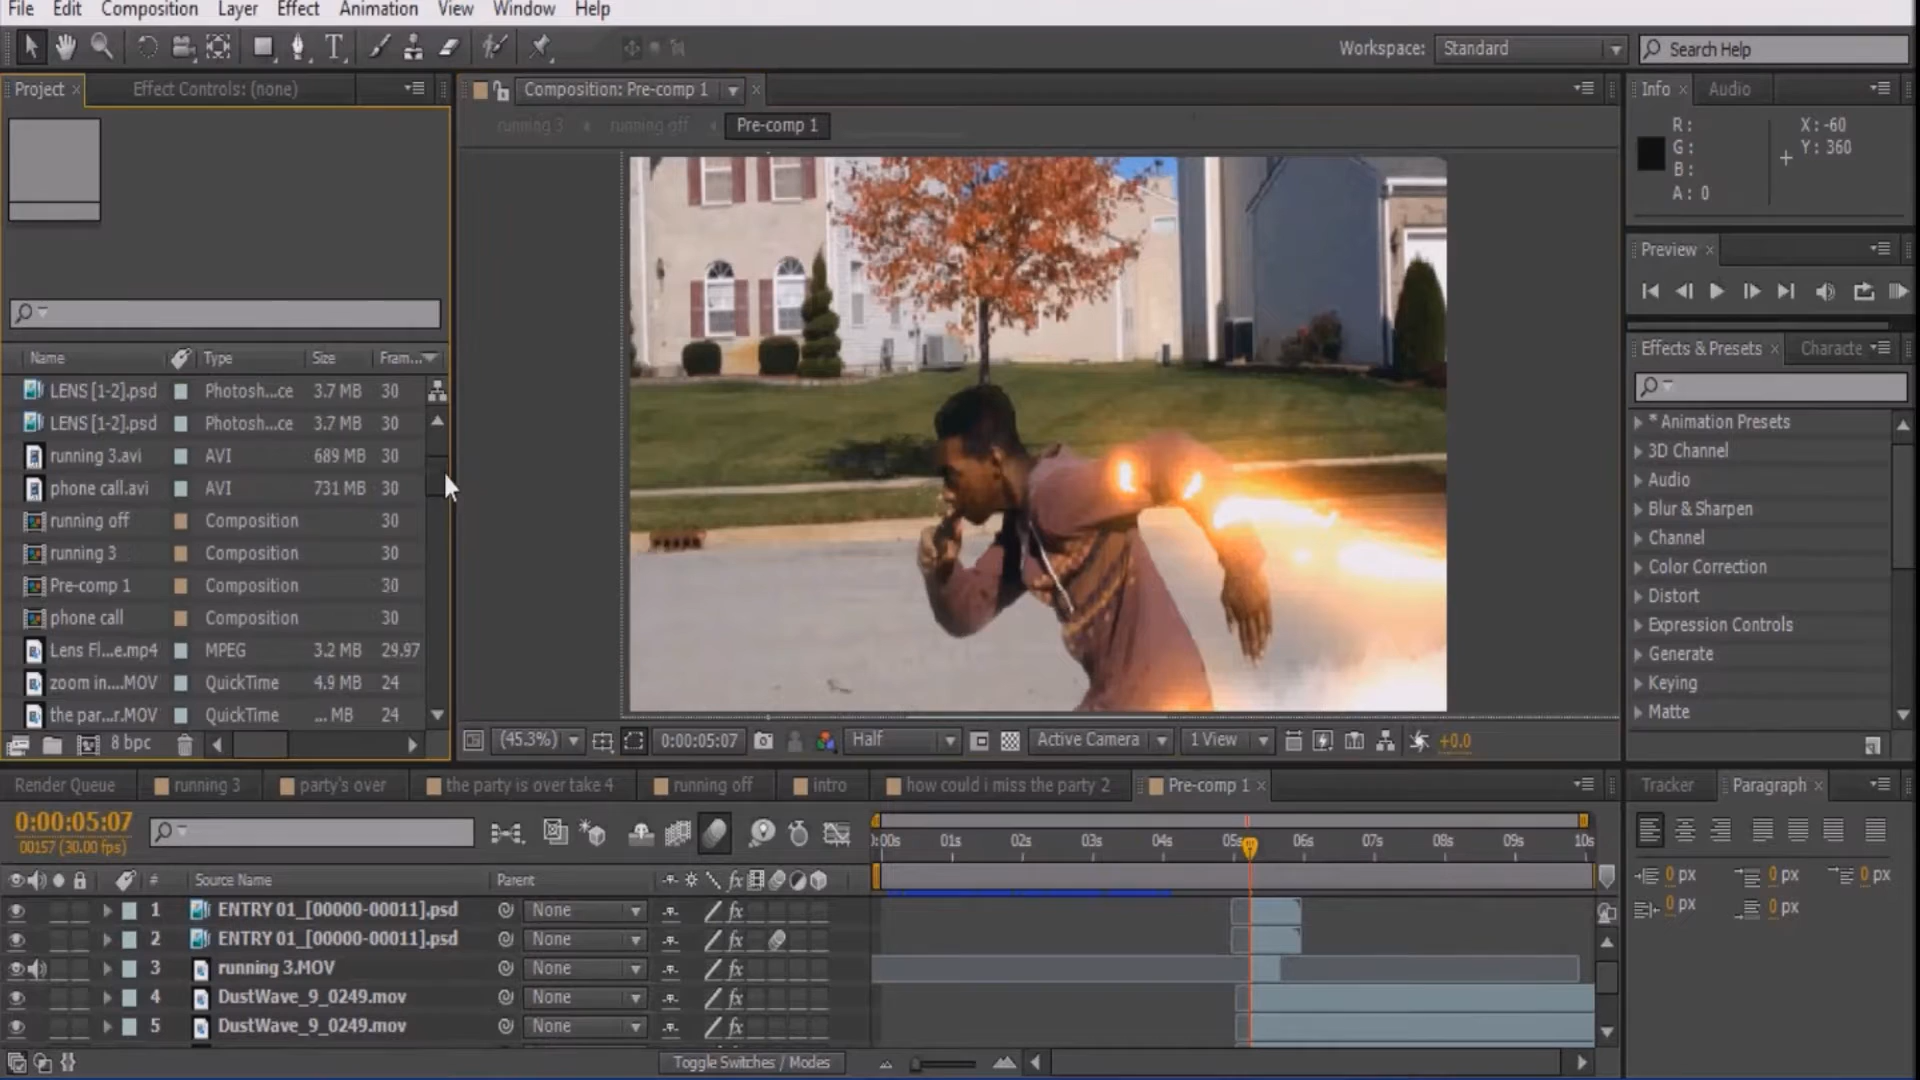 File Edit Composition Layer Effect Animation View Window Help
Workspace: Standard Search Help
Project Effect Controls: (none)
Composition: Pre-comp 1
running 3 running off Pre-comp 1
Info Audio
R: X: -60
G: Y: 360
B:
A: 0
Preview
Effects & Presets Characte
* Animation Presets
3D Channel
Audio
Blur & Sharpen
Channel
Color Correction
Distort
Expression Controls
Generate
Keying
Matte
Name Type Size Fram...
LENS [1-2].psd Photosh...ce 3.7 MB 30
LENS [1-2].psd Photosh...ce 3.7 MB 30
running 3.avi AVI 689 MB 30
phone call.avi AVI 731 MB 30
running off Composition 30
running 3 Composition 30
Pre-comp 1 Composition 30
phone call Composition 30
Lens Fl...e.mp4 MPEG 3.2 MB 29.97
zoom in....MOV QuickTime 4.9 MB 24
the par...r.MOV QuickTime ... MB 24
8 bpc
(45.3%) 0:00:05:07 Half Active Camera 1 View +0.0
Render Queue running 3 party's over the party is over take 4 running off intro how could i miss the party 2 Pre-comp 1
Tracker Paragraph
0:00:05:07
00157 (30.00 fps)
):00s 01s 02s 03s 04s 05s 06s 07s 08s 09s 10s
0 px 0 px 0 px
0 px 0 px
# Source Name Parent
1 ENTRY 01_[00000-00011].psd None
2 ENTRY 01_[00000-00011].psd None
3 running 3.MOV None
4 DustWave_9_0249.mov None
5 DustWave_9_0249.mov None
Toggle Switches / Modes